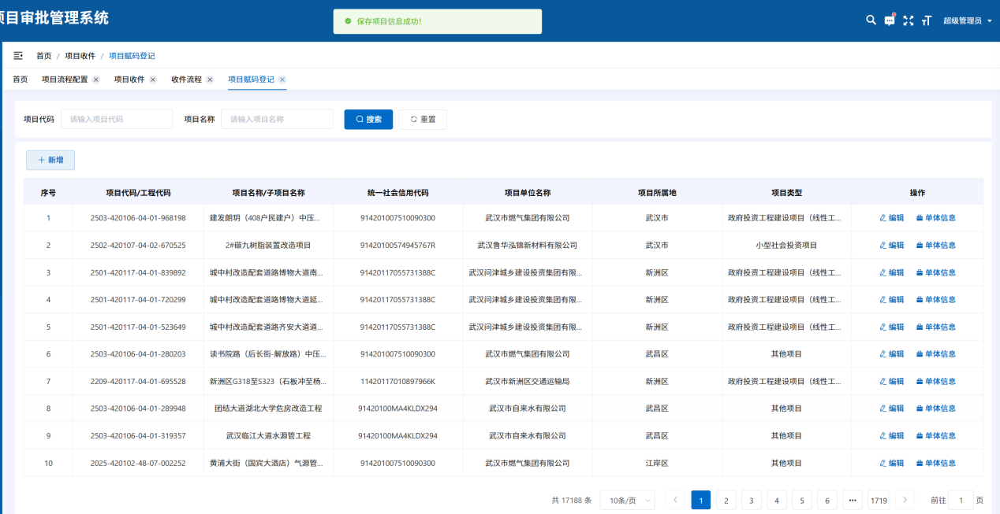 项目审批管理系统
保存项目信息成功!
超级管理员
首页 / 项目收件 / 项目赋码登记
首页 项目流程配置 项目收件 收件流程 项目赋码登记
项目代码 请输入项目代码 项目名称 请输入项目名称 搜索 重置
新增
序号 项目代码/工程代码 项目名称/子项目名称 统一社会信用代码 项目单位名称 项目所属地 项目类型 操作
1 2503-420106-04-01-968198 建发朗玥（408户民建户）中压... 914201007510090300 武汉市燃气集团有限公司 武汉市 政府投资工程建设项目（线性工... 编辑 单体信息
2 2502-420107-04-02-670525 2#碳九树脂装置改造项目 91420100574945767R 武汉鲁华泓锦新材料有限公司 武汉市 小型社会投资项目 编辑 单体信息
3 2501-420117-04-01-839892 城中村改造配套道路博物大道南... 91420117055731388C 武汉问津城乡建设投资集团有限... 新洲区 政府投资工程建设项目（线性工... 编辑 单体信息
4 2501-420117-04-01-720299 城中村改造配套道路博物大道延... 91420117055731388C 武汉问津城乡建设投资集团有限... 新洲区 政府投资工程建设项目（线性工... 编辑 单体信息
5 2501-420117-04-01-523649 城中村改造配套道路齐安大道道... 91420117055731388C 武汉问津城乡建设投资集团有限... 新洲区 政府投资工程建设项目（线性工... 编辑 单体信息
6 2503-420106-04-01-280203 读书院路（后长街-解放路）中压... 914201007510090300 武汉市燃气集团有限公司 武昌区 其他项目 编辑 单体信息
7 2209-420117-04-01-695528 新洲区G318至S323（石板冲至杨... 11420117010897966K 武汉市新洲区交通运输局 新洲区 政府投资工程建设项目（线性工... 编辑 单体信息
8 2503-420106-04-01-289948 团结大道湖北大学危房改造工程 91420100MA4KLDX294 武汉市自来水有限公司 武昌区 其他项目 编辑 单体信息
9 2503-420106-04-01-319357 武汉临江大道水源管工程 91420100MA4KLDX294 武汉市自来水有限公司 武昌区 其他项目 编辑 单体信息
10 2025-420102-48-07-002252 黄浦大街（国宾大酒店）气源管... 914201007510090300 武汉市燃气集团有限公司 江岸区 其他项目 编辑 单体信息
共 17188 条 10条/页 1 2 3 4 5 6 ••• 1719 前往 1 页